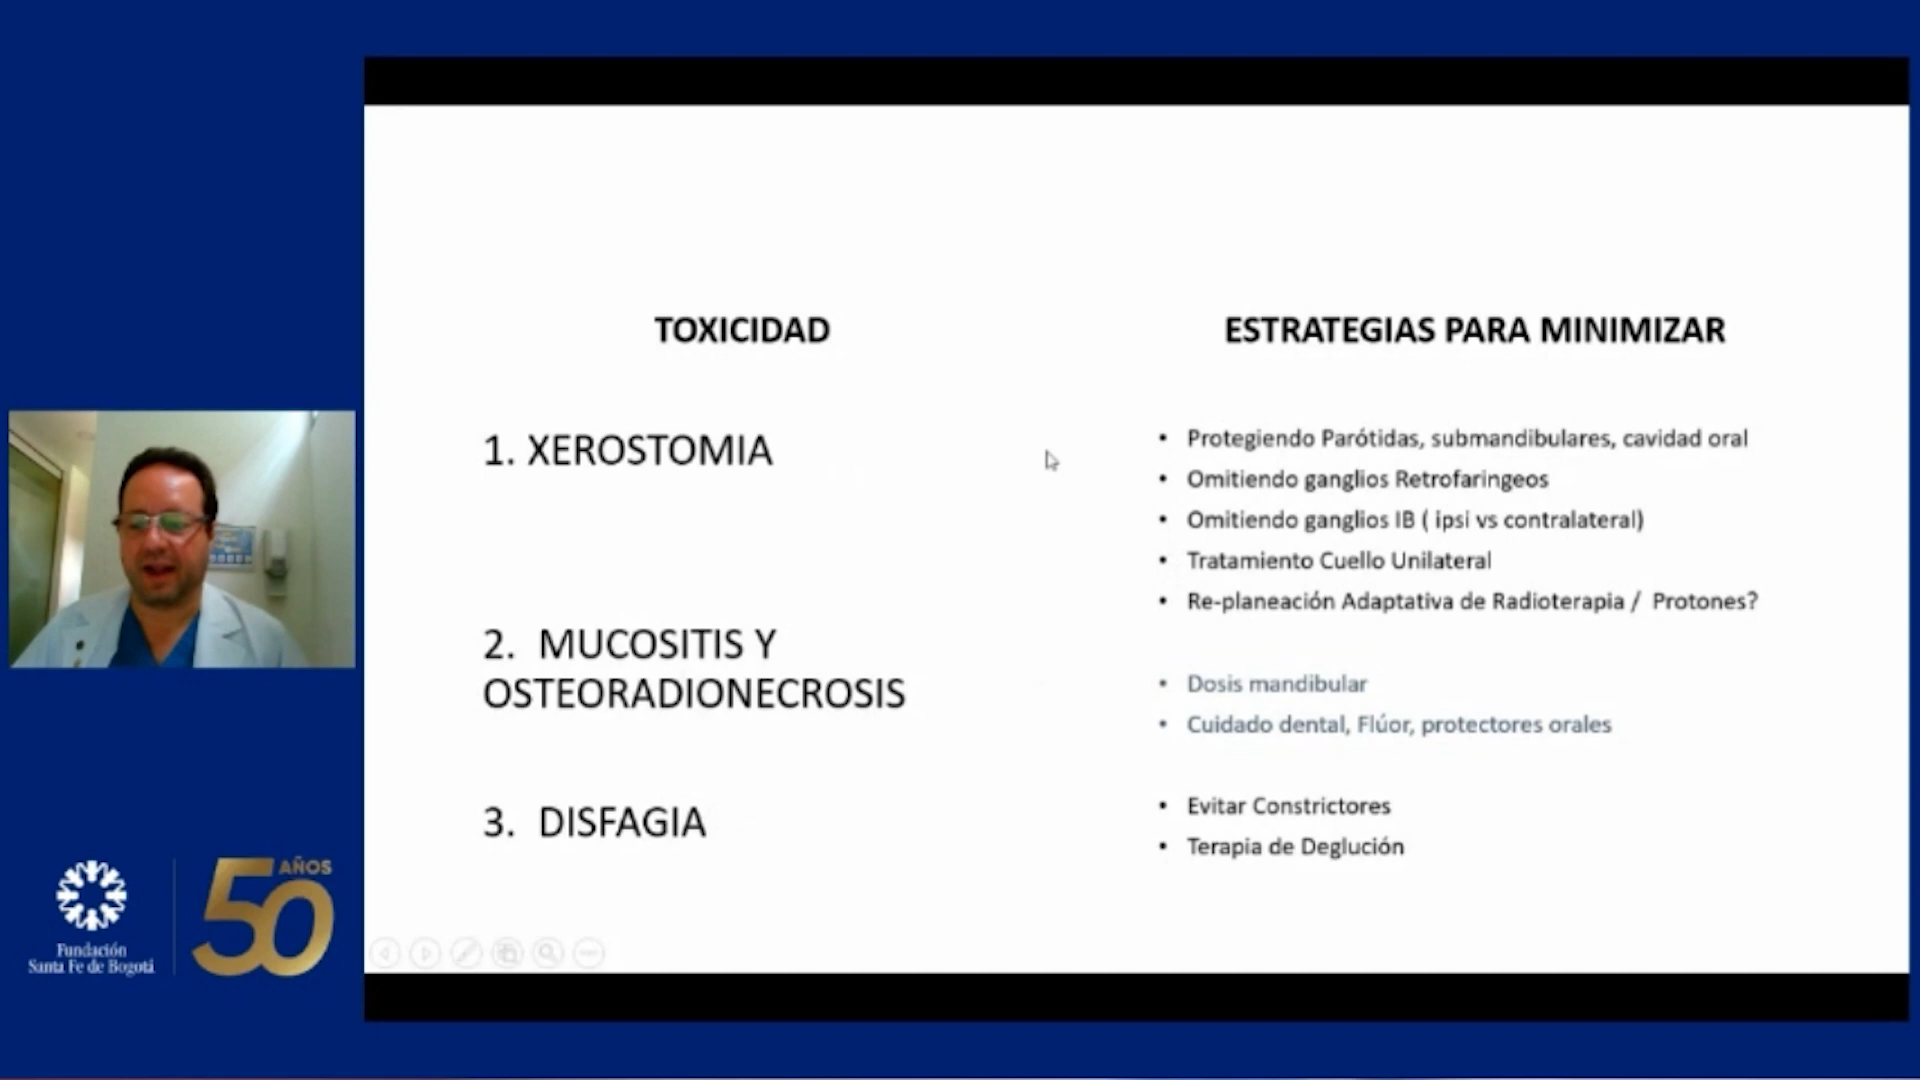 TOXICIDAD
1. XEROSTOMIA
2. MUCOSITIS Y
OSTEORADIONECROSIS
3. DISFAGIA
ESTRATEGIAS PARA MINIMIZAR
• Protegiendo Parótidas, submandibulares, cavidad oral
• Omitiendo ganglios Retrofaringeos
• Omitiendo ganglios IB ( ipsi vs contralateral)
• Tratamiento Cuello Unilateral
• Re-planeación Adaptativa de Radioterapia / Protones?
• Dosis mandibular
• Cuidado dental, Flúor, protectores orales
• Evitar Constrictores
• Terapia de Deglución
Fundación
Santa Fe de Bogotá
50 AÑOS